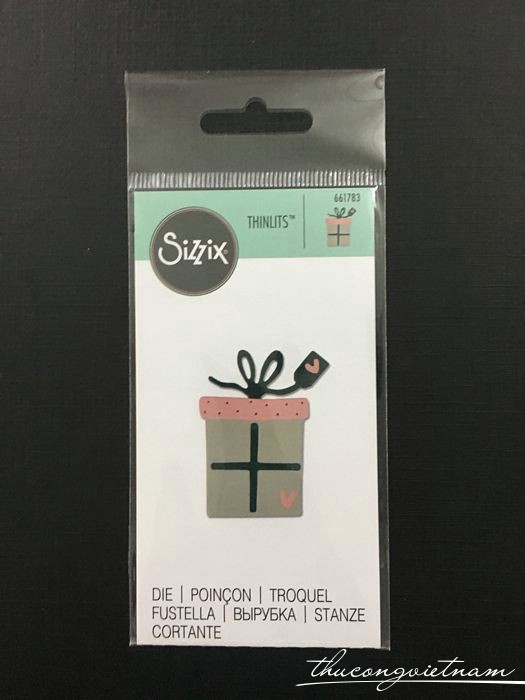 661783
THINLITS™
Sizzix
DIE | POINÇON | TROQUEL
FUSTELLA | ВЫРУБКА | STANZE
CORTANTE
thucongvietnam